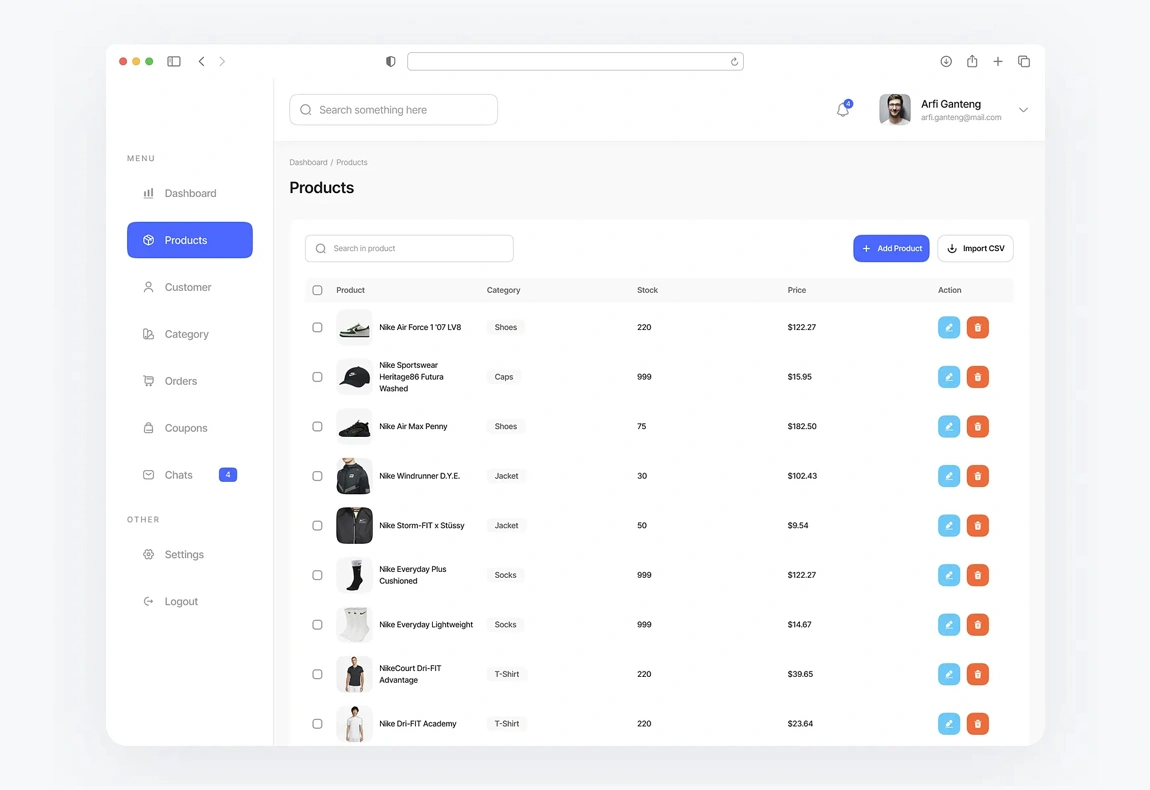 Search something here
4
Arfi Ganteng
arfi.ganteng@mail.com
MENU
Dashboard
Products
Customer
Category
Orders
Coupons
Chats 4
OTHER
Settings
Logout
Dashboard / Products
Products
Search in product
Add Product
Import CSV
Product Category Stock Price Action
Nike Air Force 1 '07 LV8 Shoes 220 $122.27
Nike Sportswear
Heritage86 Futura
Washed
Caps 999 $15.95
Nike Air Max Penny Shoes 75 $182.50
Nike Windrunner D.Y.E. Jacket 30 $102.43
Nike Storm-FIT x Stüssy Jacket 50 $9.54
Nike Everyday Plus
Cushioned
Socks 999 $122.27
Nike Everyday Lightweight Socks 999 $14.67
NikeCourt Dri-FIT
Advantage
T-Shirt 220 $39.65
Nike Dri-FIT Academy T-Shirt 220 $23.64